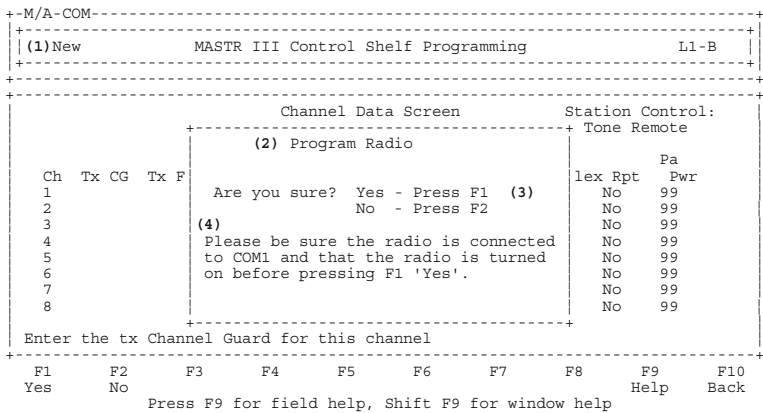 M/A-COM
(1)New MASTR III Control Shelf Programming L1-B
Channel Data Screen Station Control:
Tone Remote
(2) Program Radio
Pa
Ch Tx CG Tx F lex Rpt Pwr
1 Are you sure? Yes - Press F1 (3) No 99
2 No - Press F2 No 99
3 (4) No 99
4 Please be sure the radio is connected No 99
5 to COM1 and that the radio is turned No 99
6 on before pressing F1 'Yes'. No 99
7 No 99
8 No 99
Enter the tx Channel Guard for this channel
F1 F2 F3 F4 F5 F6 F7 F8 F9 F10
Yes No Help Back
Press F9 for field help, Shift F9 for window help